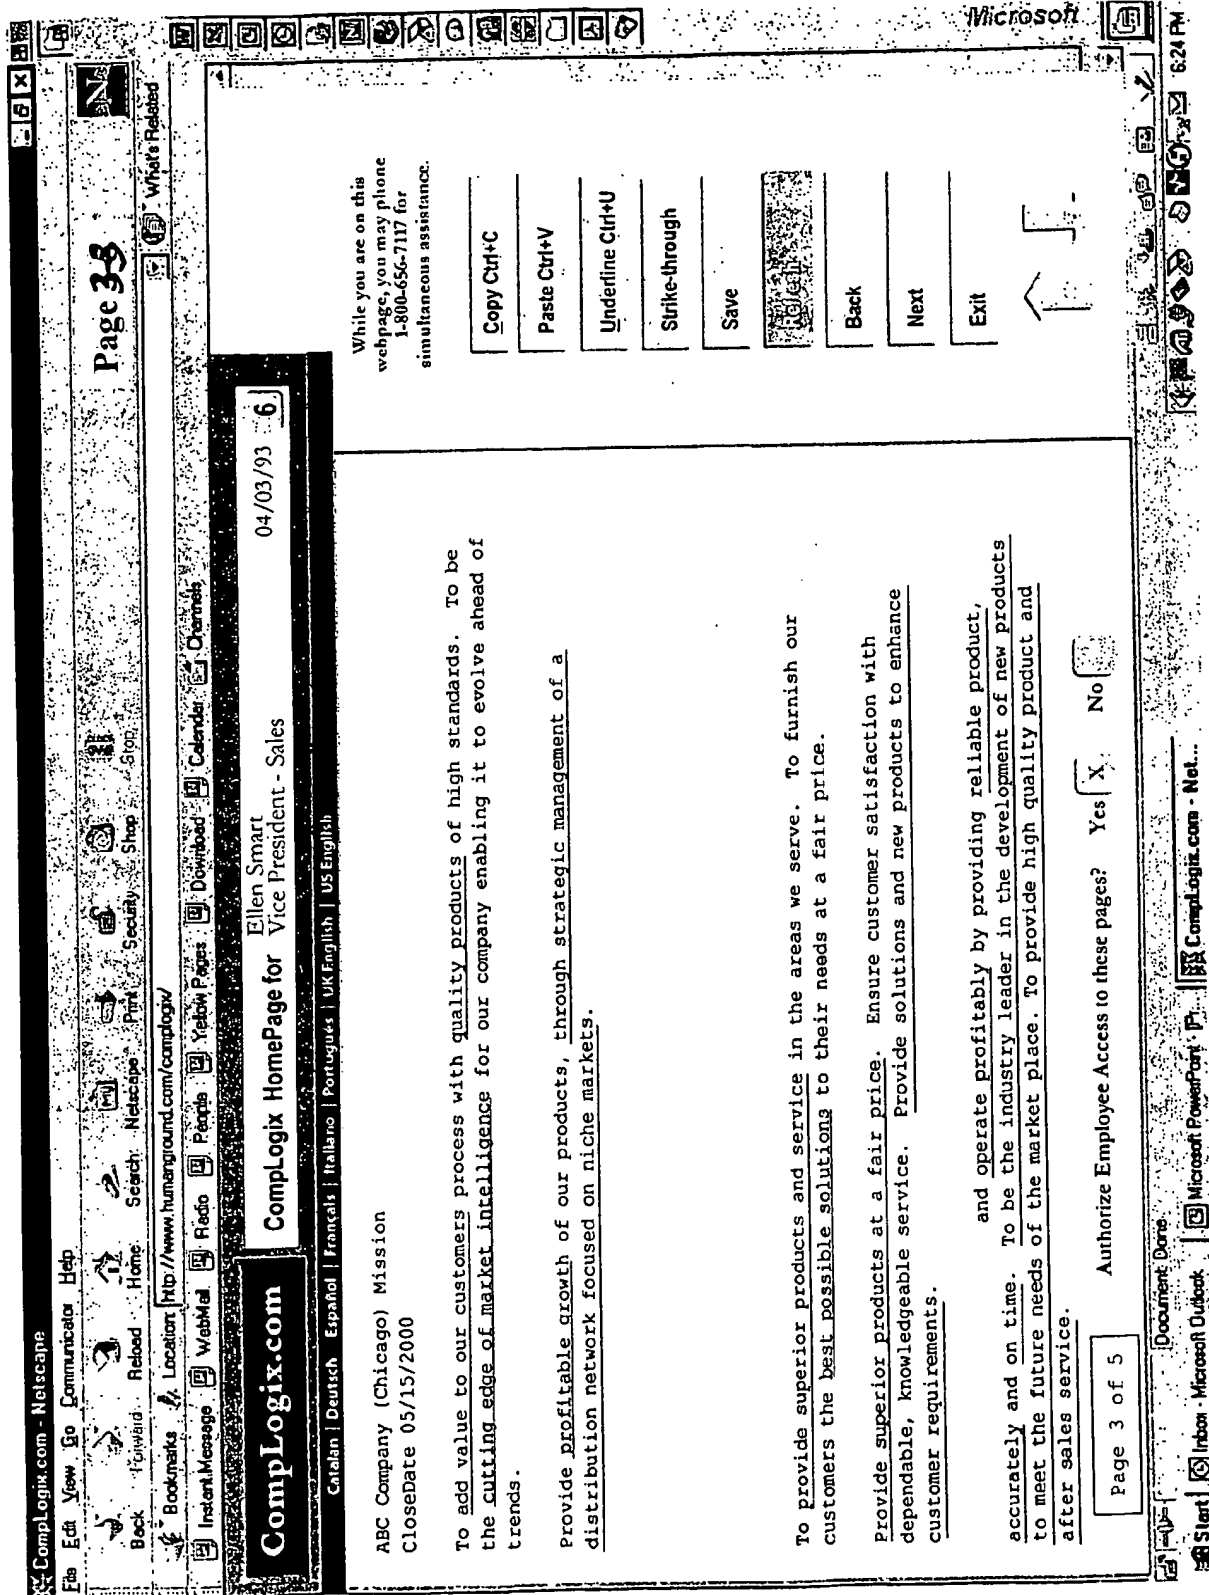 CompLogix.com - Netscape
File Edit View Go Communicator Help
Back Forward Reload Home Search Netscape Print Security Shop Stop
Page 33
Bookmarks Location: http://www.humanground.com/complogix/ What's Related
Instant Message WebMail Radio People Yellow Pages Download Calendar Channels
CompLogix.com
CompLogix HomePage for
Ellen Smart
Vice President - Sales
04/03/93 6
Catalan | Deutsch Español | Français | Italiano | Português | UK English | US English
ABC Company (Chicago) Mission
CloseDate 05/15/2000
To add value to our customers process with quality products of high standards. To be
the cutting edge of market intelligence for our company enabling it to evolve ahead of
trends.
Provide profitable growth of our products, through strategic management of a
distribution network focused on niche markets.
To provide superior products and service in the areas we serve. To furnish our
customers the best possible solutions to their needs at a fair price.
Provide superior products at a fair price. Ensure customer satisfaction with
dependable, knowledgeable service. Provide solutions and new products to enhance
customer requirements.
and operate profitably by providing reliable product,
accurately and on time. To be the industry leader in the development of new products
to meet the future needs of the market place. To provide high quality product and
after sales service.
Page 3 of 5
Authorize Employee Access to these pages? Yes X No
While you are on this
webpage, you may phone
1-800-656-7117 for
simultaneous assistance.
Copy Ctrl+C
Paste Ctrl+V
Underline Ctrl+U
Strike-through
Save
Back
Next
Exit
Microsoft
Document: Done
Start Inbox - Microsoft Outlook Microsoft PowerPoint - CompLogix.com - Net... 6:24 PM